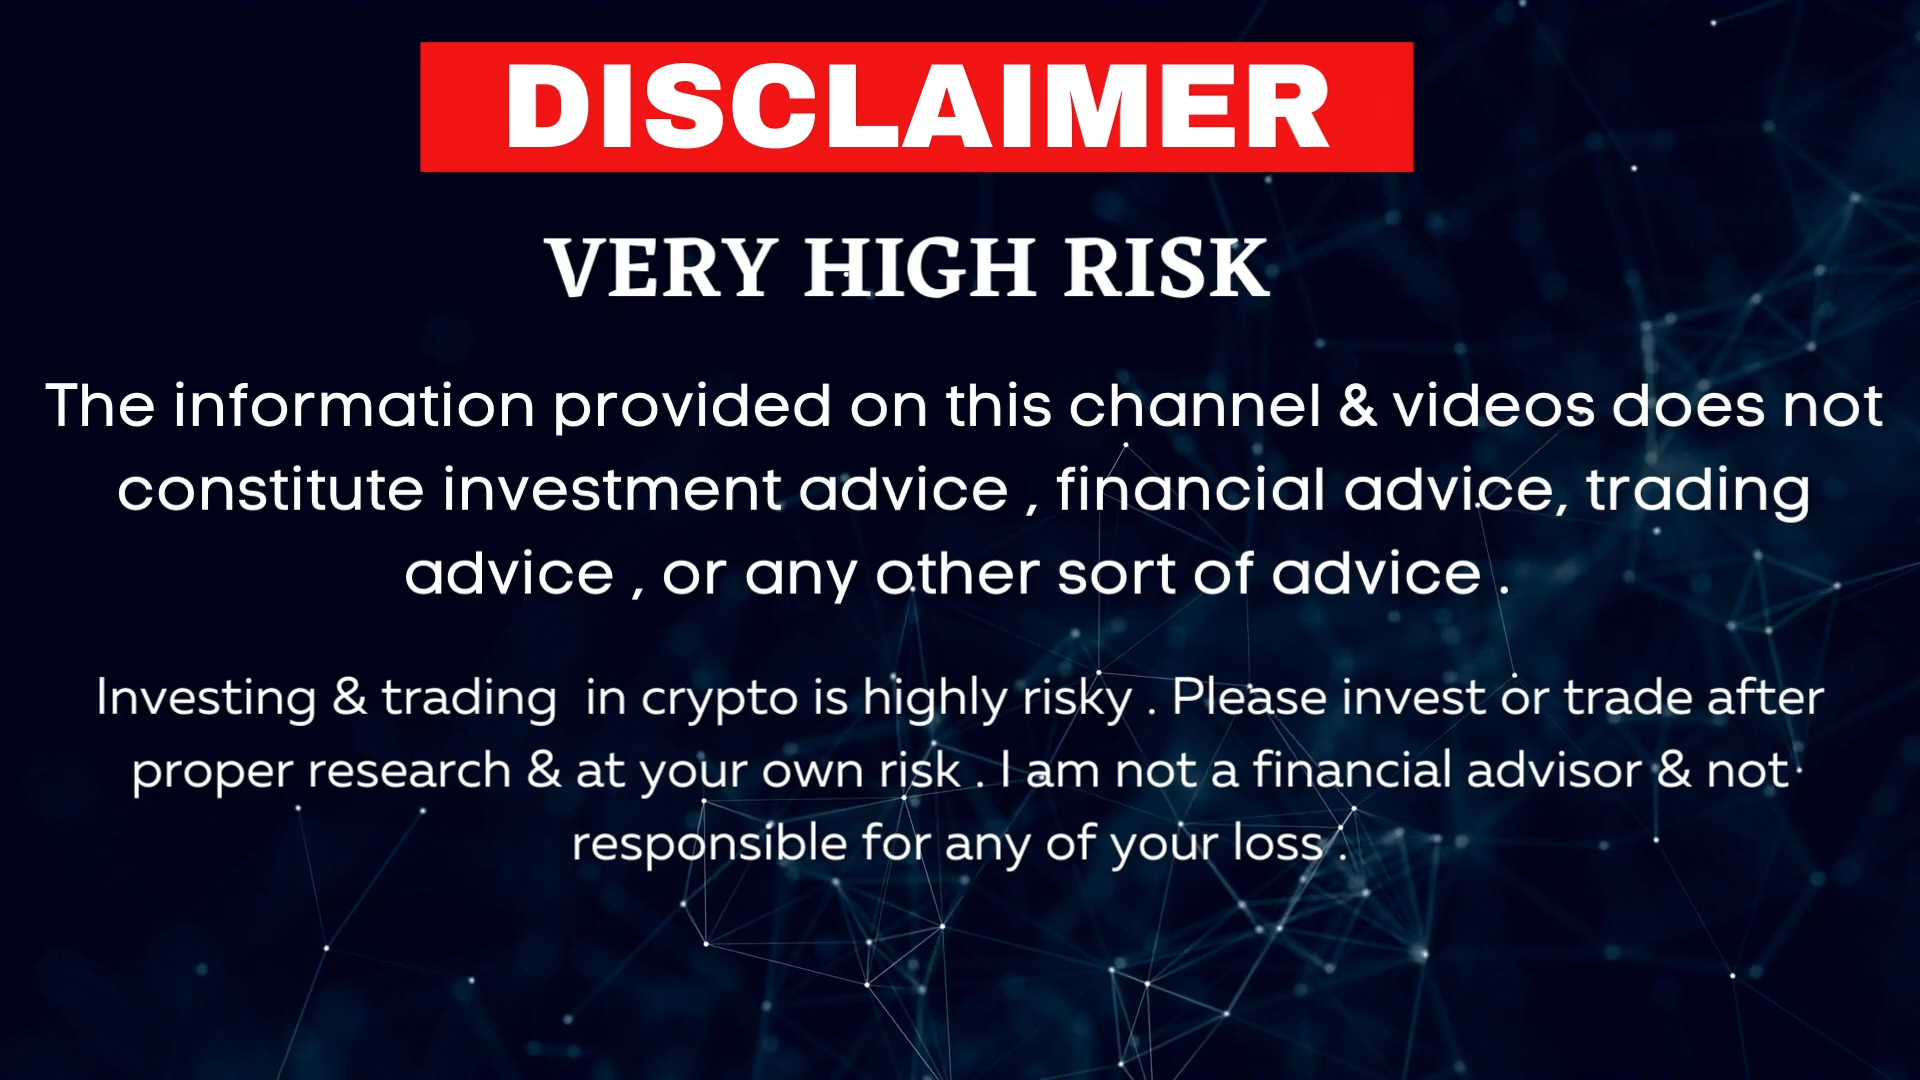 DISCLAIMER
VERY HIGH RISK
The information provided on this channel & videos does not
constitute investment advice , financial advice, trading
advice , or any other sort of advice .
Investing & trading  in crypto is highly risky . Please invest or trade after
proper research & at your own risk . I am not a financial advisor & not
responsible for any of your loss .